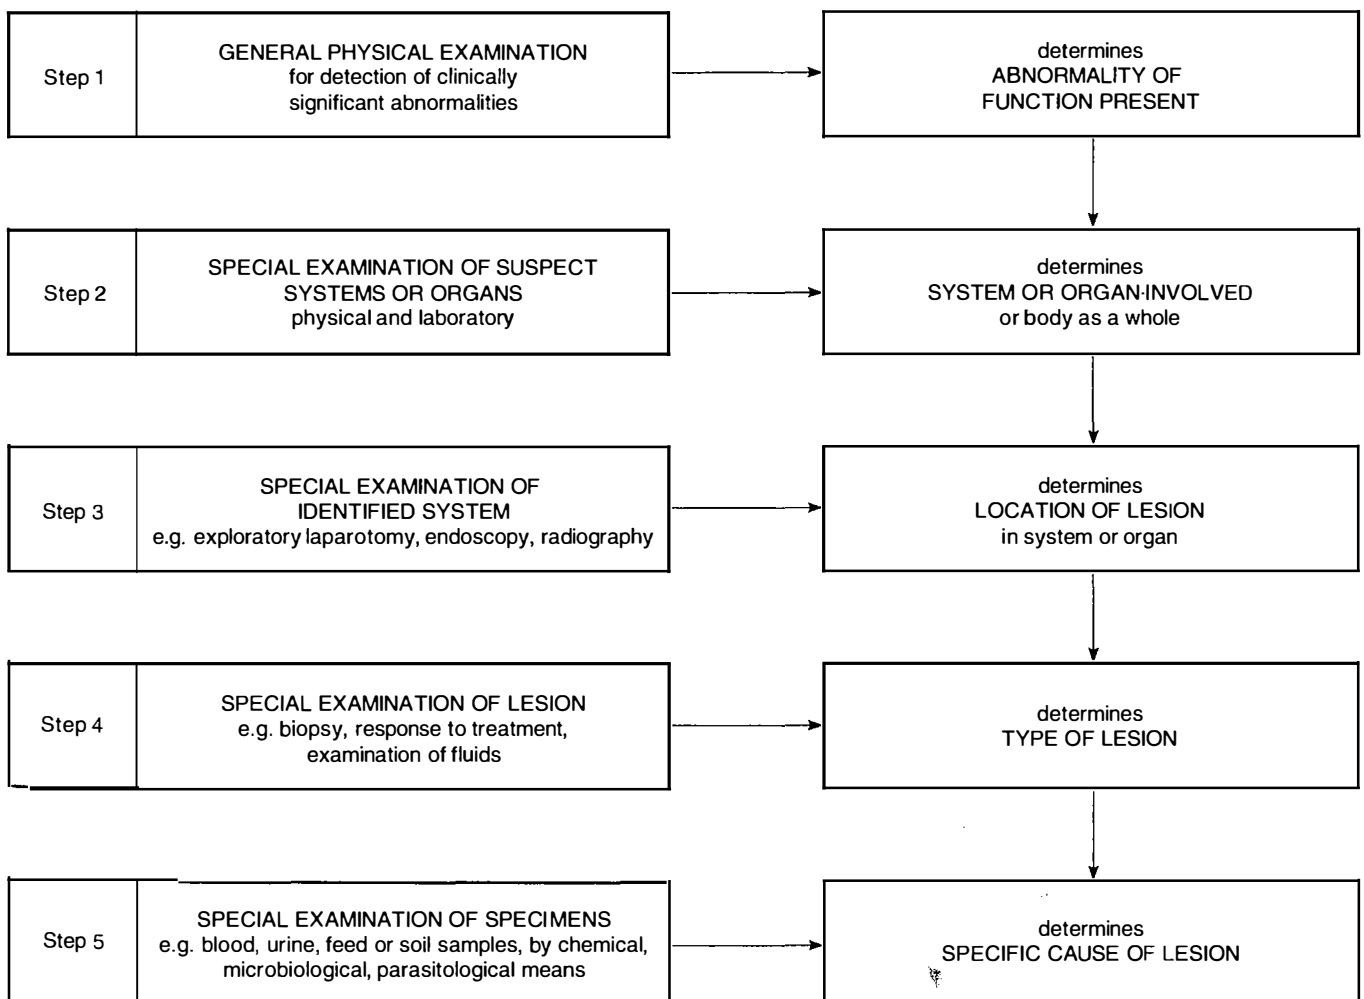 Step 1
GENERAL PHYSICAL EXAMINATION
for detection of clinically
significant abnormalities
determines
ABNORMALITY OF
FUNCTION PRESENT
Step 2
SPECIAL EXAMINATION OF SUSPECT
SYSTEMS OR ORGANS
physical and laboratory
determines
SYSTEM OR ORGAN·INVOLVED
or body as a whole
Step 3
SPECIAL EXAMINATION OF
IDENTIFIED SYSTEM
e.g. exploratory laparotomy, endoscopy, radiography
determines
LOCATION OF LESION
in system or organ
Step 4
SPECIAL EXAMINATION OF LESION
e.g. biopsy, response to treatment,
examination of fluids
determines
TYPE OF LESION
Step 5
SPECIAL EXAMINATION OF SPECIMENS
e.g. blood, urine, feed or soil samples, by chemical,
microbiological, parasitological means
determines
SPECIFIC CAUSE OF LESION